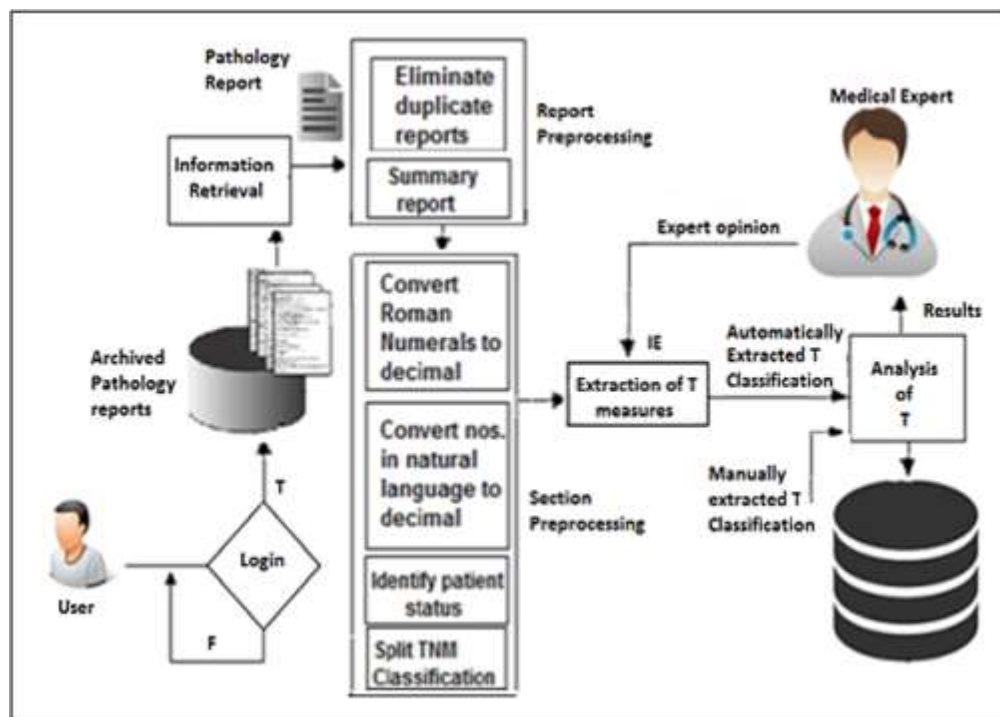 Pathology
Report
Eliminate
duplicate
reports
Summary
report
Report
Preprocessing
Information
Retrieval
Archived
Pathology
reports
T
Login
F
User
Convert
Roman
Numerals to
decimal
Convert nos.
in natural
language to
decimal
Identify patient
status
Split TNM
Classification
Section
Preprocessing
Medical Expert
Expert opinion
IE
Extraction of T
measures
Automatically
Extracted T
Classification
Results
Analysis
of
T
Manually
extracted T
Classification